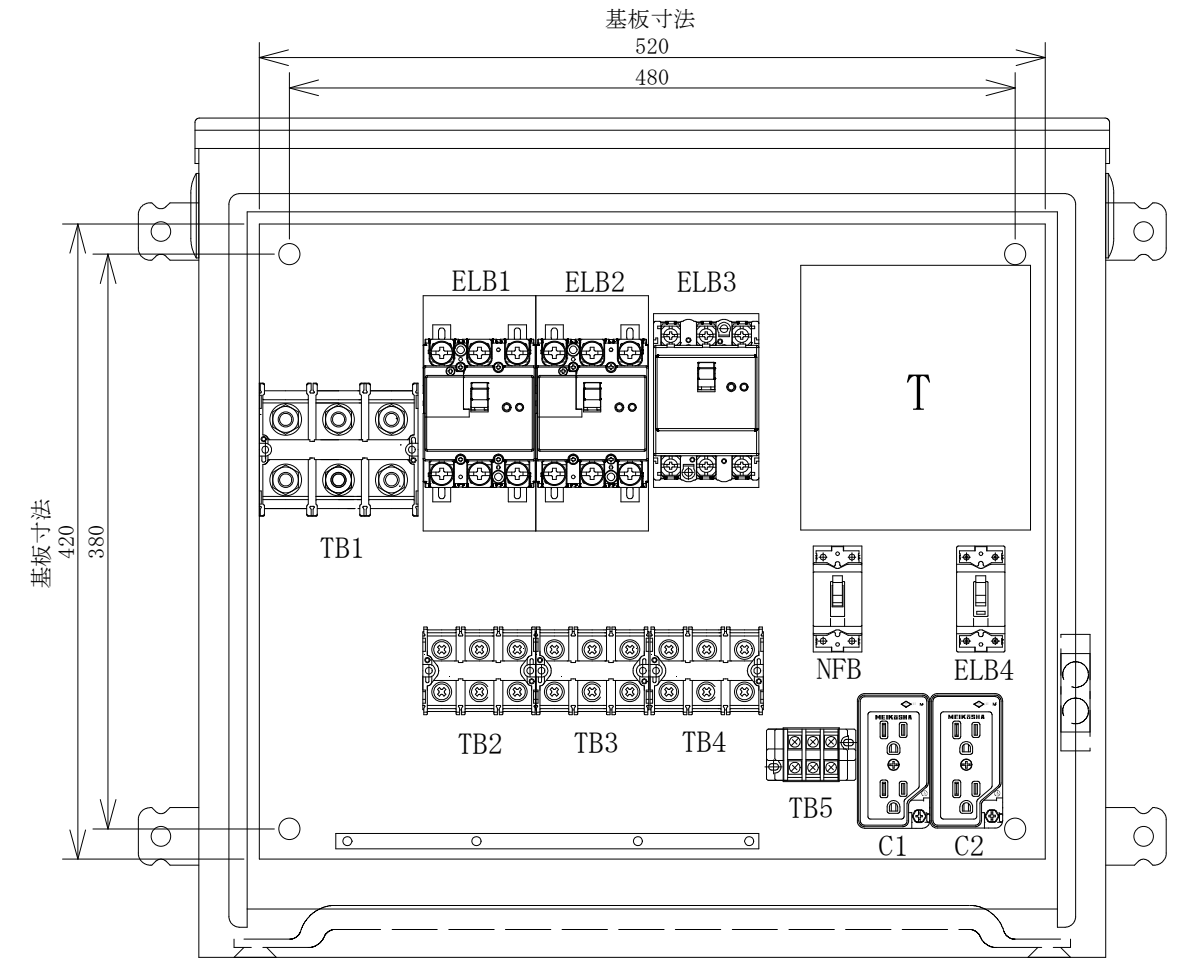 基板寸法
520
480
ELB1 ELB2 ELB3
T
基板寸法
420
380
TB1
NFB ELB4
MEIKOSHA MEIKOSHA
TB2 TB3 TB4
TB5
C1 C2